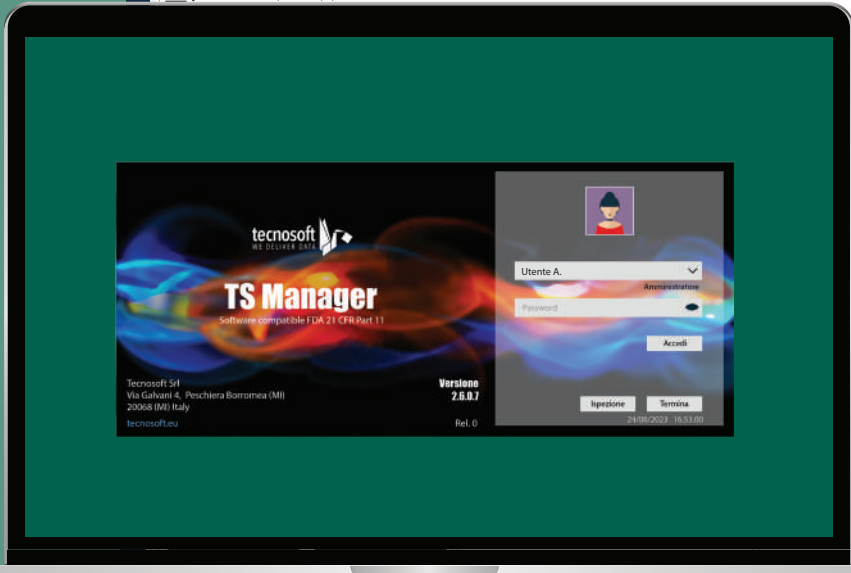 tecnosoft
WE DELIVER DATA
TS Manager
Software compatible FDA 21 CFR Part 11
Tecnosoft Srl
Via Galvani 4, Peschiera Borromea (MI)
20068 (MI) Italy
tecnosoft.eu
Versione
2.6.0.7
Rel. 0
Utente A.
Amministratore
Password
Accedi
Ispezione Termina
24/08/2023 16.53.00